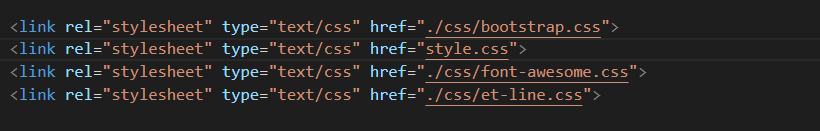 <link rel="stylesheet" type="text/css" href="./css/bootstrap.css">
<link rel="stylesheet" type="text/css" href="style.css">
<link rel="stylesheet" type="text/css" href="./css/font-awesome.css">
<link rel="stylesheet" type="text/css" href="./css/et-line.css">